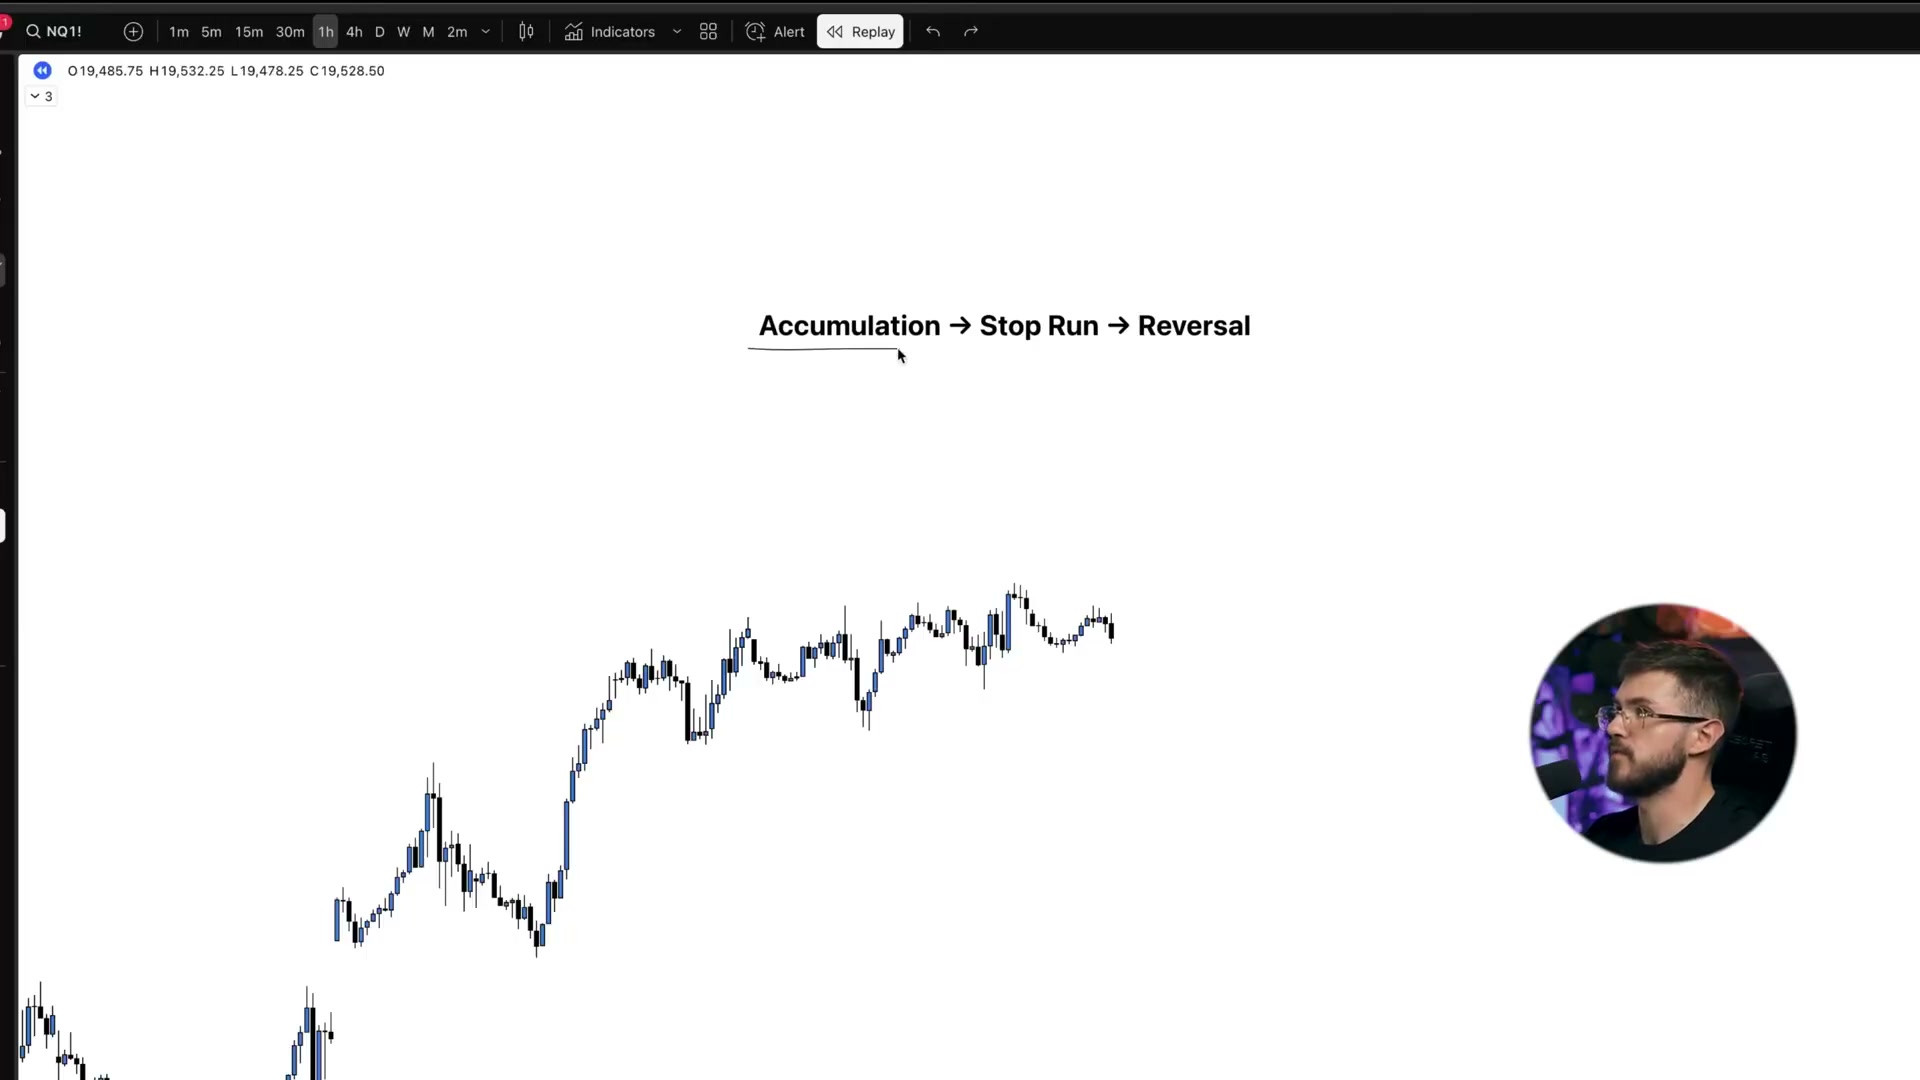 1
NQ1! 1m 5m 15m 30m 1h 4h D W M 2m Indicators Alert Replay
O19,485.75 H19,532.25 L19,478.25 C19,528.50
3
Accumulation → Stop Run → Reversal